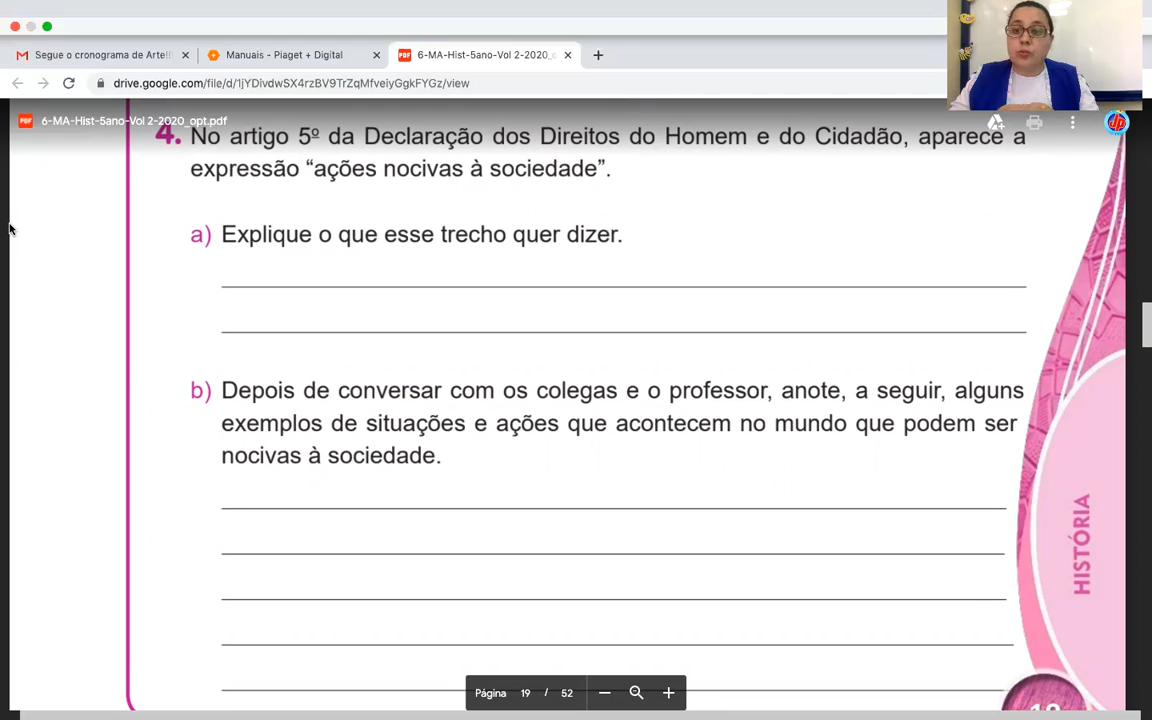 Segue o cronograma de Arte!!!
Manuais - Piaget + Digital
6-MA-Hist-5ano-Vol 2-2020_o
drive.google.com/file/d/1jYDivdwSX4rzBV9TrZqMfveiyGgkFYGz/view
6-MA-Hist-5ano-Vol 2-2020_opt.pdf
4. No artigo 5º da Declaração dos Direitos do Homem e do Cidadão, aparece a
expressão “ações nocivas à sociedade”.
a) Explique o que esse trecho quer dizer.
b) Depois de conversar com os colegas e o professor, anote, a seguir, alguns
exemplos de situações e ações que acontecem no mundo que podem ser
nocivas à sociedade.
HISTÓRIA
Página 19 / 52